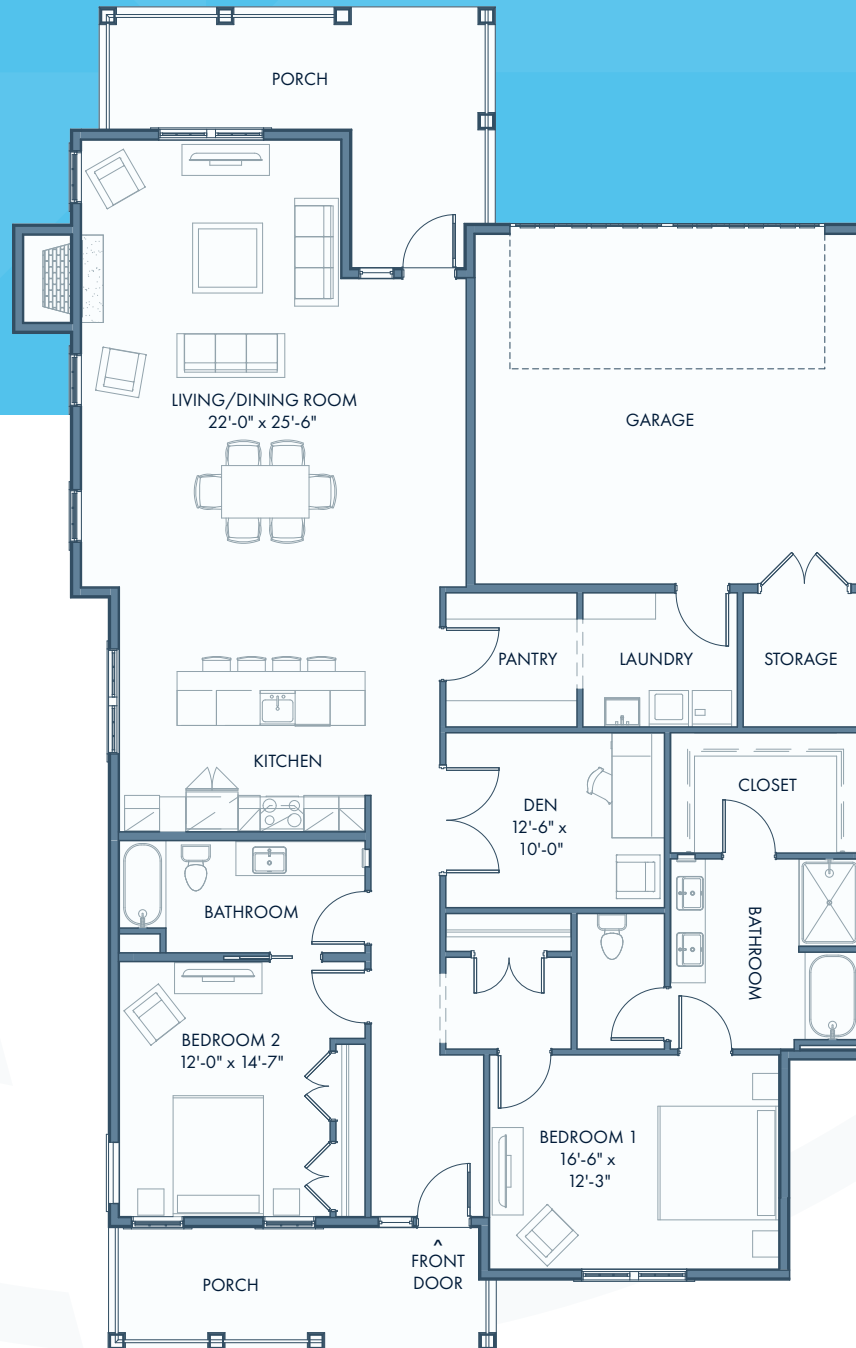 PORCH
LIVING/DINING ROOM
22'-0" x 25'-6"
GARAGE
PANTRY
LAUNDRY
STORAGE
KITCHEN
DEN
12'-6" x
10'-0"
CLOSET
BATHROOM
BATHROOM
BEDROOM 2
12'-0" x 14'-7"
BEDROOM 1
16'-6" x
12'-3"
^
FRONT
DOOR
PORCH